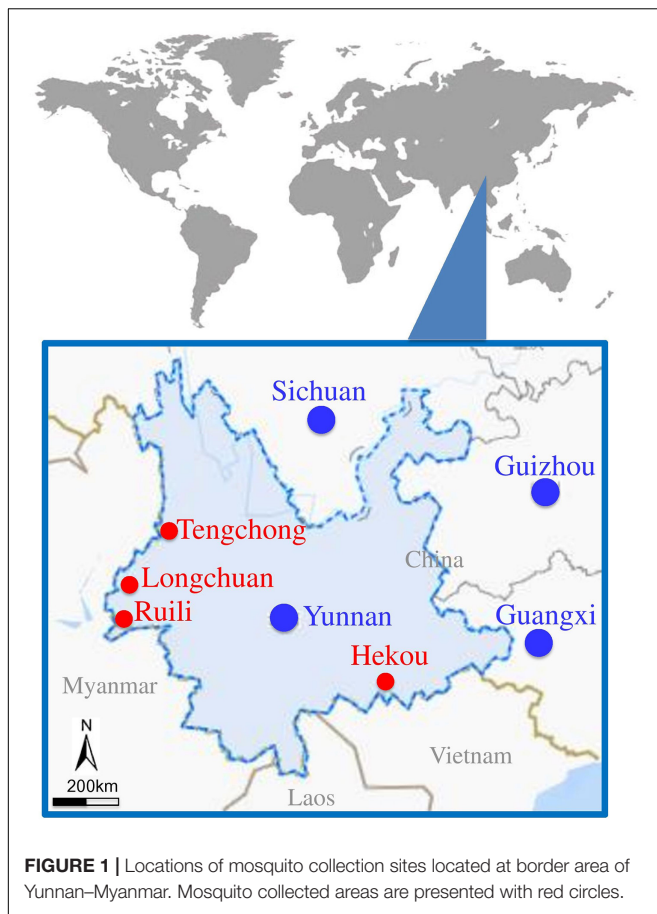 Sichuan
Guizhou
Tengchong
China
Longchuan
Ruili
Yunnan
Guangxi
Hekou
Myanmar
N
Vietnam
200km
Laos
FIGURE 1 | Locations of mosquito collection sites located at border area of
Yunnan–Myanmar. Mosquito collected areas are presented with red circles.